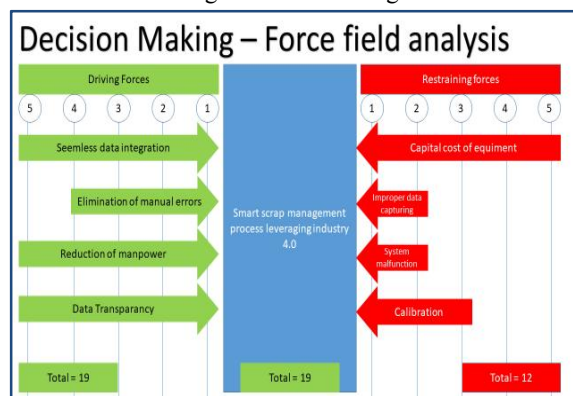 Decision Making – Force field analysis
Driving Forces
Restraining forces
5 4 3 2 1
1 2 3 4 5
Seemless data integration
Capital cost of equiment
Elimination of manual errors
Improper data
capturing
Smart scrap management
process leveraging industry
4.0
Reduction of manpower
System
malfunction
Data Transparancy
Calibration
Total = 19
Total = 19
Total = 12